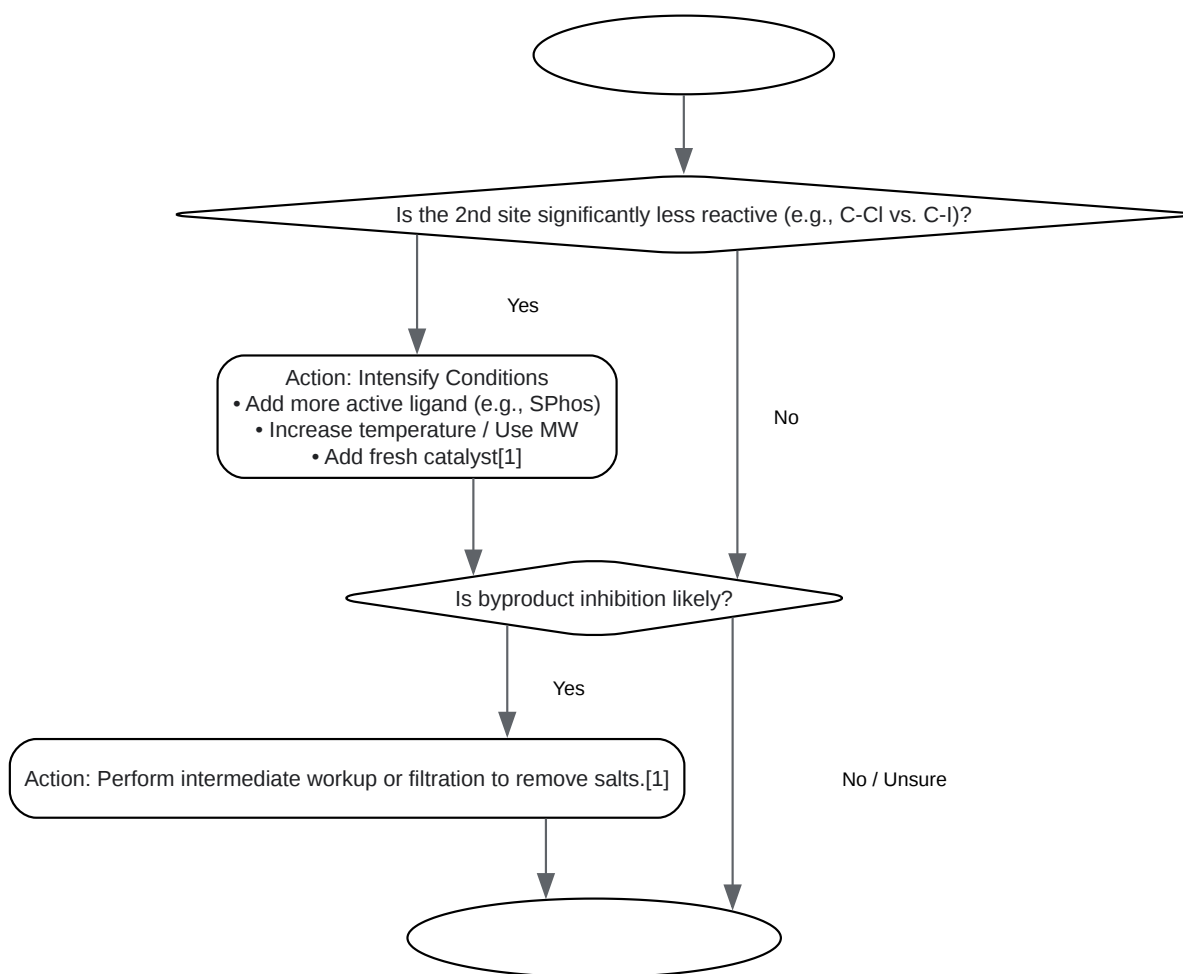 Is the 2nd site significantly less reactive (e.g., C-Cl vs. C-I)?
Yes
Action: Intensify Conditions
• Add more active ligand (e.g., SPhos)
• Increase temperature / Use MW
• Add fresh catalyst[1]
No
Is byproduct inhibition likely?
Yes
Action: Perform intermediate workup or filtration to remove salts.[1]
No / Unsure